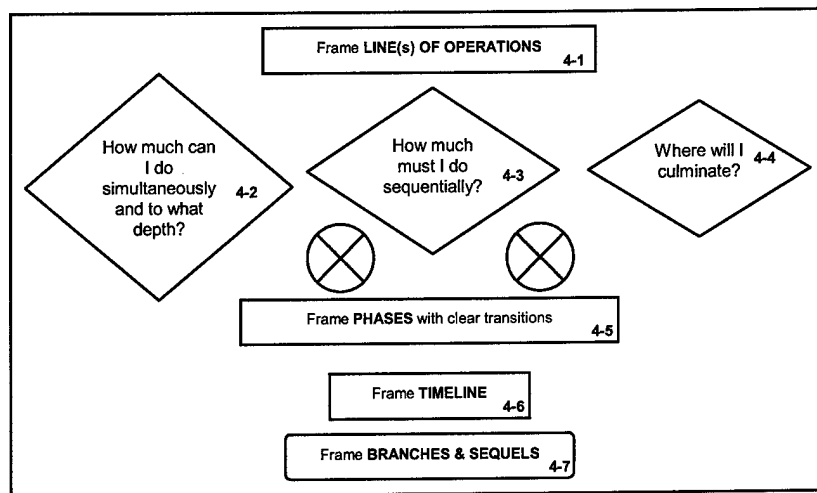 Frame LINE(s) OF OPERATIONS
4-1
How much can
I do
simultaneously
and to what
depth?
4-2
How much
must I do
sequentially?
4-3
Where will I
culminate?
4-4
Frame PHASES with clear transitions
4-5
Frame TIMELINE
4-6
Frame BRANCHES & SEQUELS
4-7